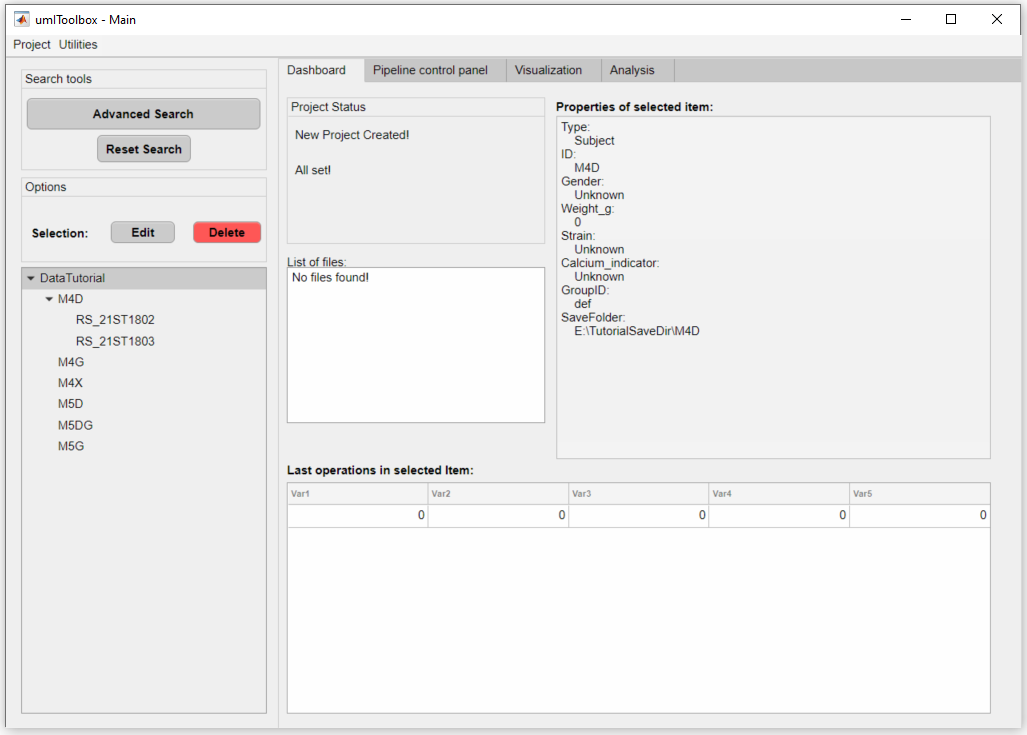 umIToolbox - Main
Project Utilities
Search tools
Advanced Search
Reset Search
Options
Selection: Edit Delete
DataTutorial
M4D
RS_21ST1802
RS_21ST1803
M4G
M4X
M5D
M5DG
M5G
Dashboard Pipeline control panel Visualization Analysis
Project Status
New Project Created!
All set!
List of files:
No files found!
Properties of selected item:
Type:
Subject
ID:
M4D
Gender:
Unknown
Weight_g:
0
Strain:
Unknown
Calcium_indicator:
Unknown
GroupID:
def
SaveFolder:
E:\TutorialSaveDir\M4D
Last operations in selected Item:
Var1 Var2 Var3 Var4 Var5
0 0 0 0 0